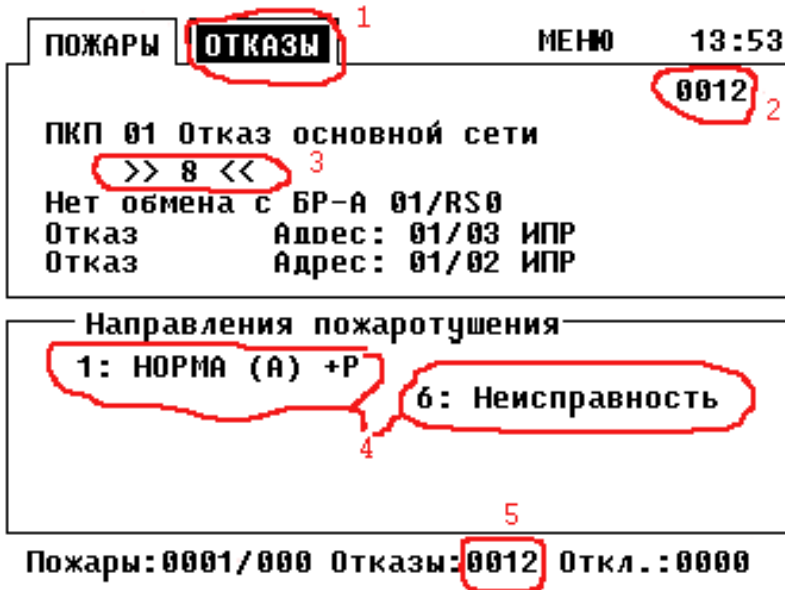 1
ПОЖАРЫ ОТКАЗЫ МЕНЮ 13:53
0012 2
ПКП 01 Отказ основной сети
>> 8 << 3
Нет обмена с БР-А 01/RS0
Отказ Адрес: 01/03 ИПР
Отказ Адрес: 01/02 ИПР
Направления пожаротушения
1: НОРМА (А) +Р
6: Неисправность
4
5
Пожары:0001/000 Отказы:0012 Откл.:0000